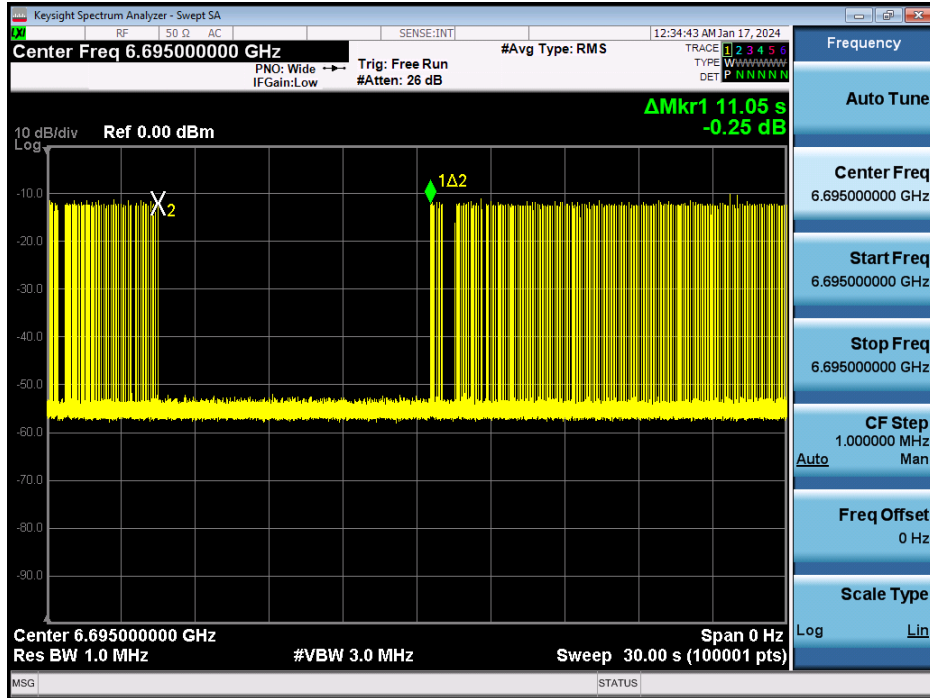 Keysight Spectrum Analyzer - Swept SA
LXI RF 50 Ω AC SENSE:INT 12:34:43 AM Jan 17, 2024
Center Freq 6.695000000 GHz
PNO: Wide
IFGain:Low
Trig: Free Run
#Atten: 26 dB
#Avg Type: RMS
TRACE 1 2 3 4 5 6
TYPE WWWWWW
DET P N N N N N
ΔMkr1 11.05 s
-0.25 dB
10 dB/div Ref 0.00 dBm
Log
1Δ2
X2
-10.0
-20.0
-30.0
-40.0
-50.0
-60.0
-70.0
-80.0
-90.0
Center 6.695000000 GHz Span 0 Hz
Res BW 1.0 MHz #VBW 3.0 MHz Sweep 30.00 s (100001 pts)
MSG STATUS
Frequency
Auto Tune
Center Freq
6.695000000 GHz
Start Freq
6.695000000 GHz
Stop Freq
6.695000000 GHz
CF Step
1.000000 MHz
Auto Man
Freq Offset
0 Hz
Scale Type
Log Lin